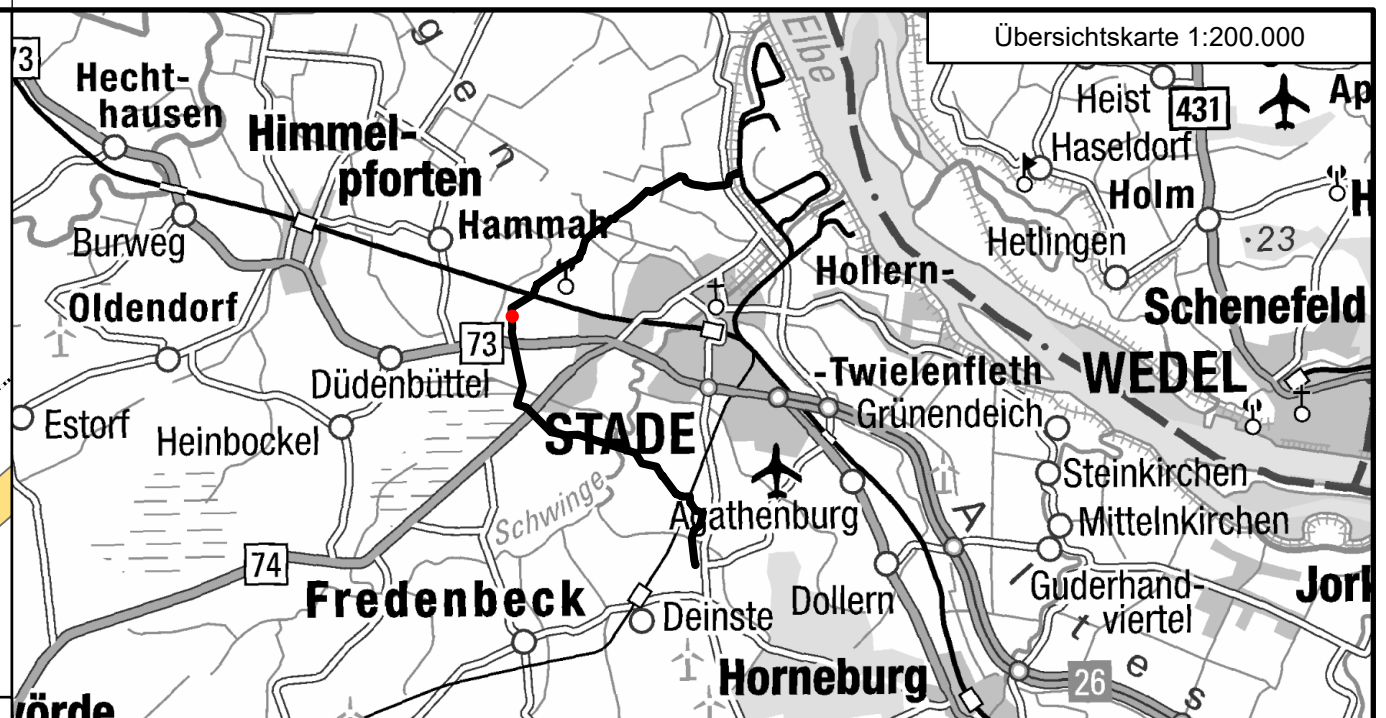 Übersichtskarte 1:200.000
73
Hecht-
hausen
Himmel-
pforten
g
e
n
Elbe
Heist
431
Ap
Haseldorf
Holm
H
Hammah
Burweg
Hetlingen
·23
Hollern-
Oldendorf
Schenefeld
73
Düdenbüttel
-Twielenfleth
WEDEL
Estorf
Heinbockel
STADE
Grünendeich
Steinkirchen
Schwinge
Agathenburg
A
Mittelnkirchen
74
l
Guderhand-
viertel
Jork
Fredenbeck
Deinste
Dollern
t
e
Horneburg
26
s
örde